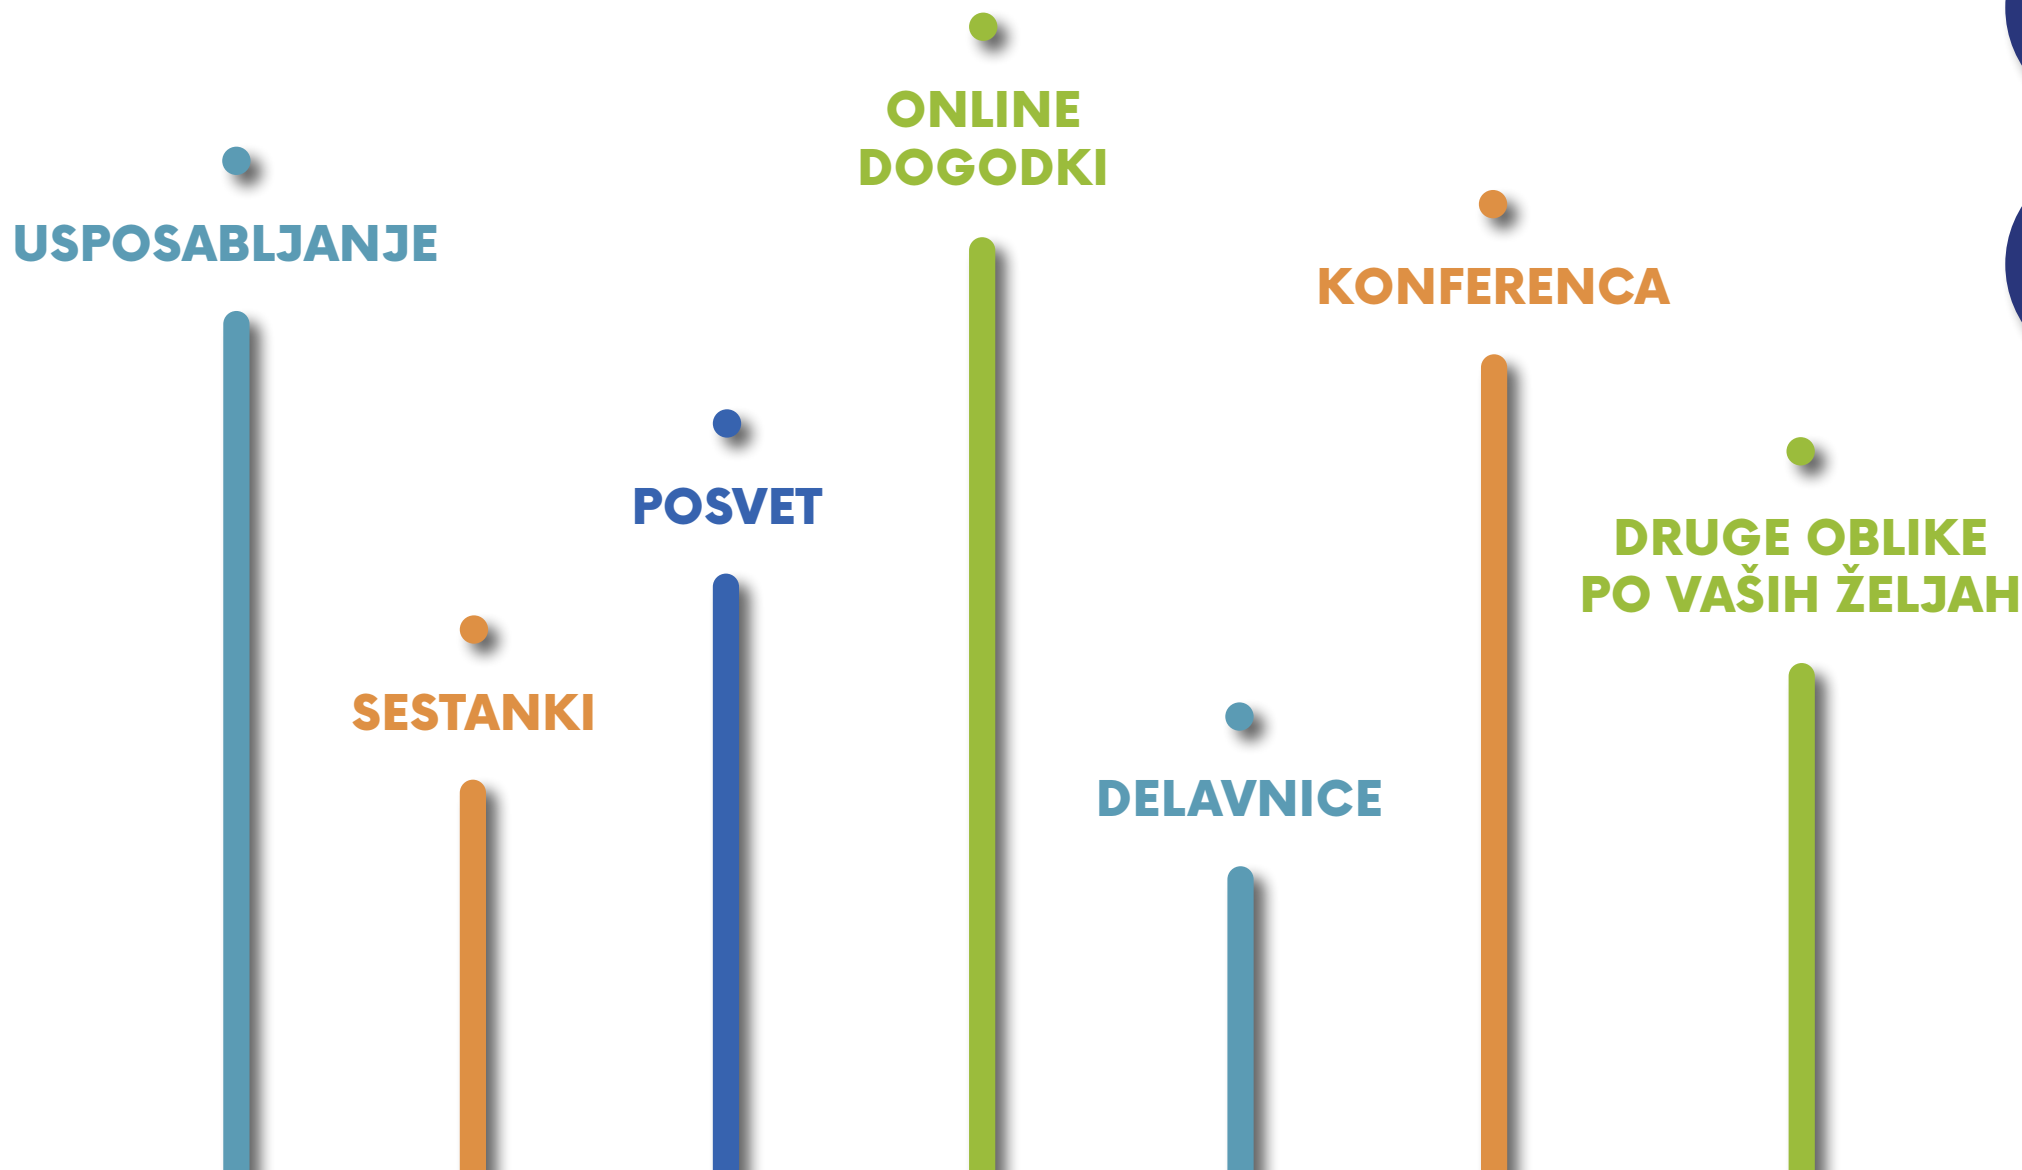 USPOSABLJANJE
SESTANKI
POSVET
ONLINE
DOGODKI
DELAVNICE
KONFERENCA
DRUGE OBLIKE
PO VAŠIH ŽELJAH